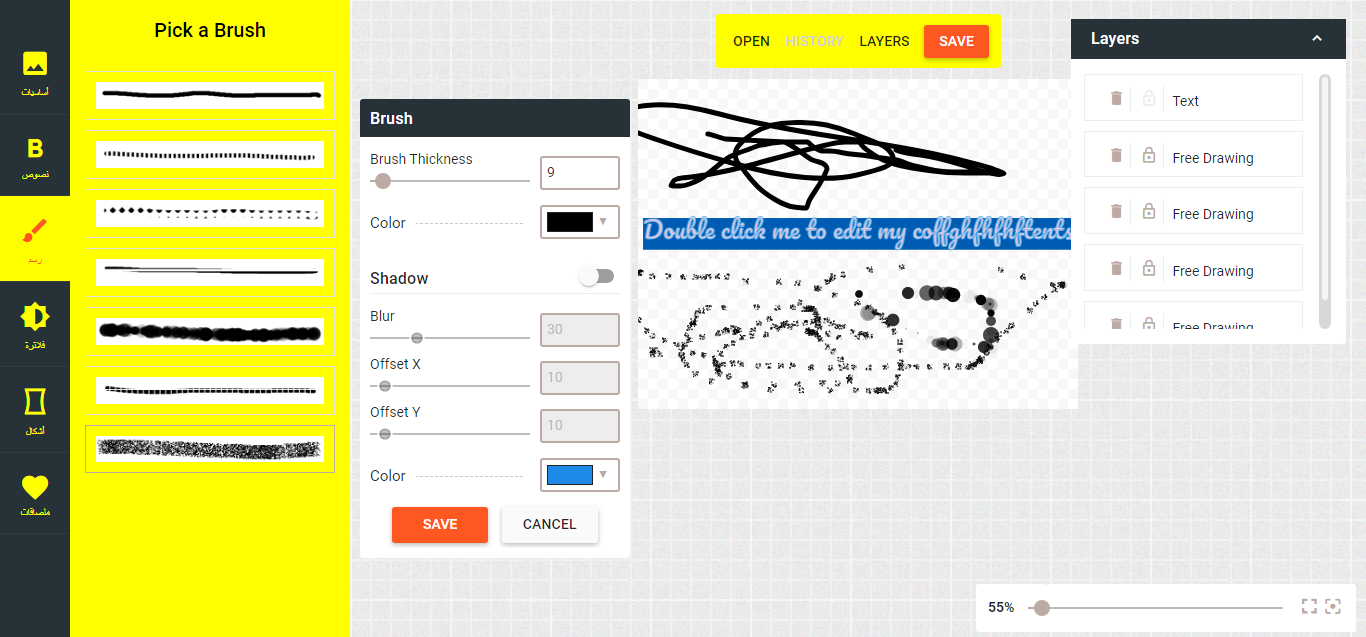 أساسيات
نصوص
رسم
فلاترة
أشكال
ملصقات
Pick a Brush
Brush
Brush Thickness
9
Color
Shadow
Blur
30
Offset X
10
Offset Y
10
Color
SAVE
CANCEL
OPEN HISTORY LAYERS SAVE
Double click me to edit my coffghfhfhftents
Layers
Text
Free Drawing
Free Drawing
Free Drawing
Free Drawing
55%